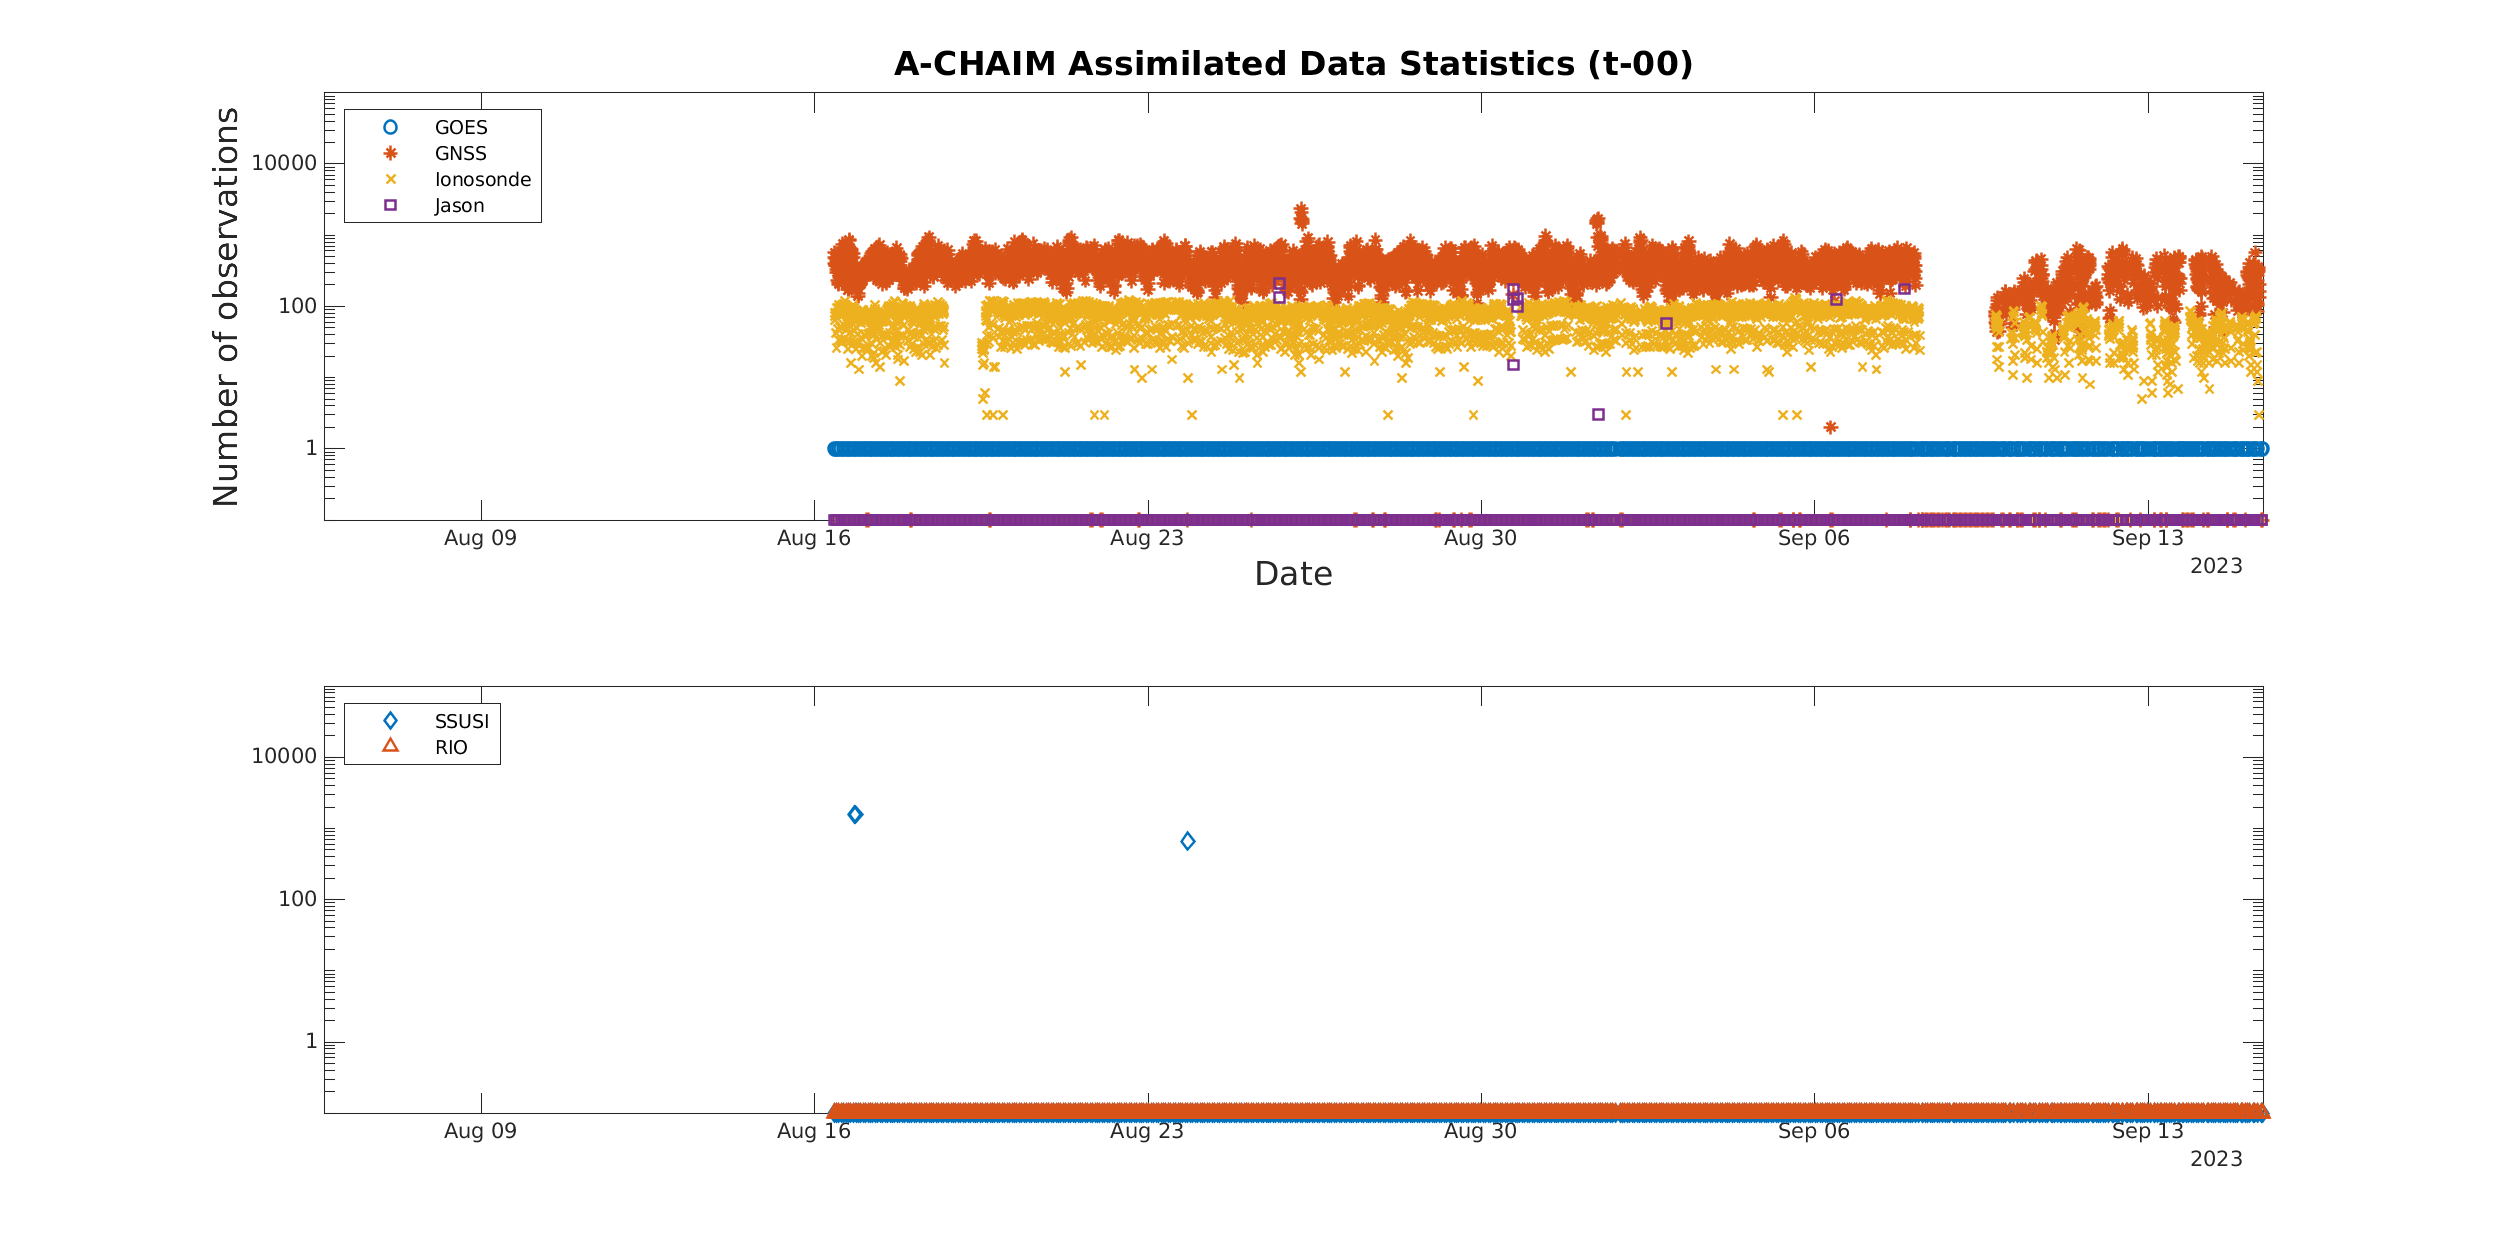 A-CHAIM Assimilated Data Statistics (t-00)
Number of observations
10000
100
1
GOES
GNSS
Ionosonde
Jason
Aug 09
Aug 16
Aug 23
Aug 30
Sep 06
Sep 13
2023
Date
10000
100
1
SSUSI
RIO
Aug 09
Aug 16
Aug 23
Aug 30
Sep 06
Sep 13
2023